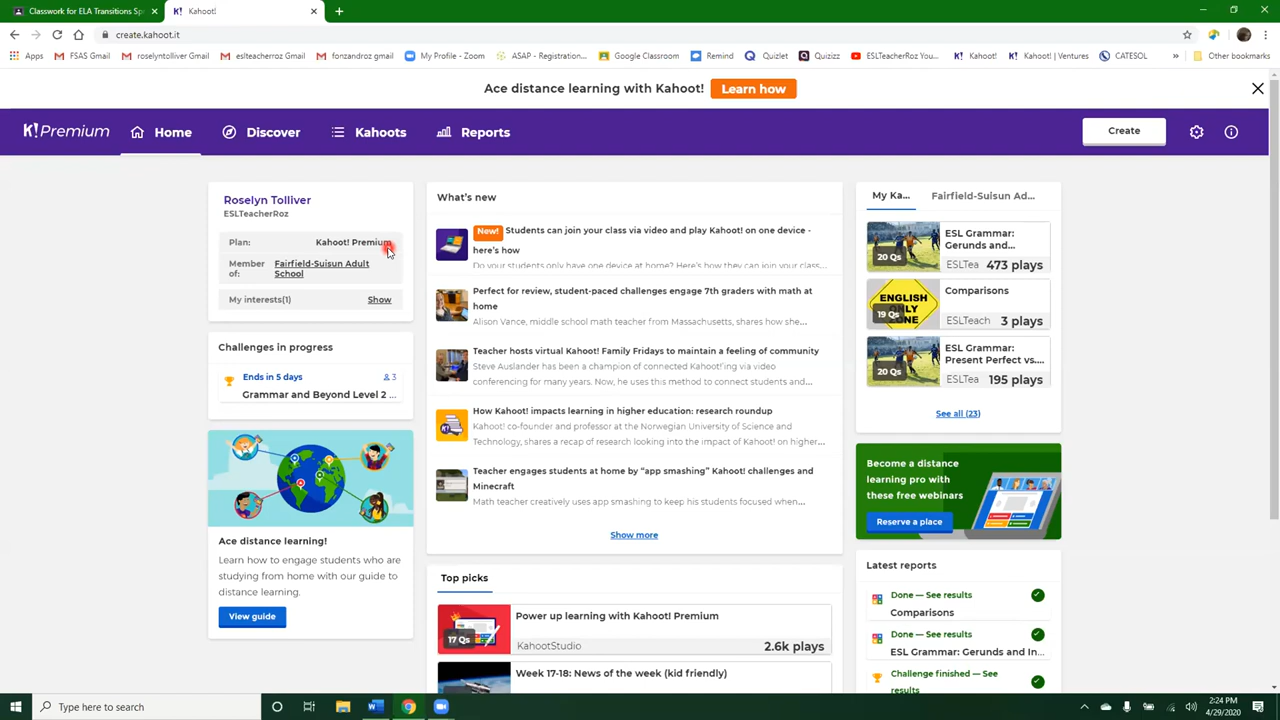 Classwork for ELA Transitions Sp
Kahoot!
create.kahoot.it
Apps
FSAS Gmail
roselyntolliver Gmail
eslteacherroz Gmail
fonzandroz gmail
My Profile - Zoom
ASAP - Registration...
Google Classroom
Remind
Quizlet
Quizizz
ESLTeacherRoz You...
Kahoot!
Kahoot! | Ventures
CATESOL
Other bookmarks
Ace distance learning with Kahoot!
Learn how
K!Premium
Home
Discover
Kahoots
Reports
Create
Roselyn Tolliver
ESLTeacherRoz
Plan:
Kahoot! Premium
Member of:
Fairfield-Suisun Adult
School
My interests(1)
Show
Challenges in progress
Ends in 5 days
3
Grammar and Beyond Level 2 ...
Ace distance learning!
Learn how to engage students who are
studying from home with our guide to
distance learning.
View guide
What's new
New! Students can join your class via video and play Kahoot! on one device -
here's how
Do your students only have one device at home? Here's how they can join your class...
Perfect for review, student-paced challenges engage 7th graders with math at
home
Alison Vance, middle school math teacher from Massachusetts, shares how she...
Teacher hosts virtual Kahoot! Family Fridays to maintain a feeling of community
Steve Auslander has been a champion of connected Kahoot!'ing via video
conferencing for many years. Now, he uses this method to connect students and...
How Kahoot! impacts learning in higher education: research roundup
Kahoot! co-founder and professor at the Norwegian University of Science and
Technology, shares a recap of research looking into the impact of Kahoot! on higher...
Teacher engages students at home by "app smashing" Kahoot! challenges and
Minecraft
Math teacher creatively uses app smashing to keep his students focused when...
Show more
Top picks
17 Qs
Power up learning with Kahoot! Premium
KahootStudio
2.6k plays
Week 17-18: News of the week (kid friendly)
My Ka...
Fairfield-Suisun Ad...
20 Qs
ESL Grammar:
Gerunds and...
ESLTea
473 plays
ENGLISH
ONLY
ZONE
19 Qs
Comparisons
ESLTeach
3 plays
20 Qs
ESL Grammar:
Present Perfect vs....
ESLTea
195 plays
See all (23)
Become a distance
learning pro with
these free webinars
Reserve a place
Latest reports
Done — See results
Comparisons
Done — See results
ESL Grammar: Gerunds and In...
Challenge finished — See
results
Type here to search
2:24 PM
4/29/2020